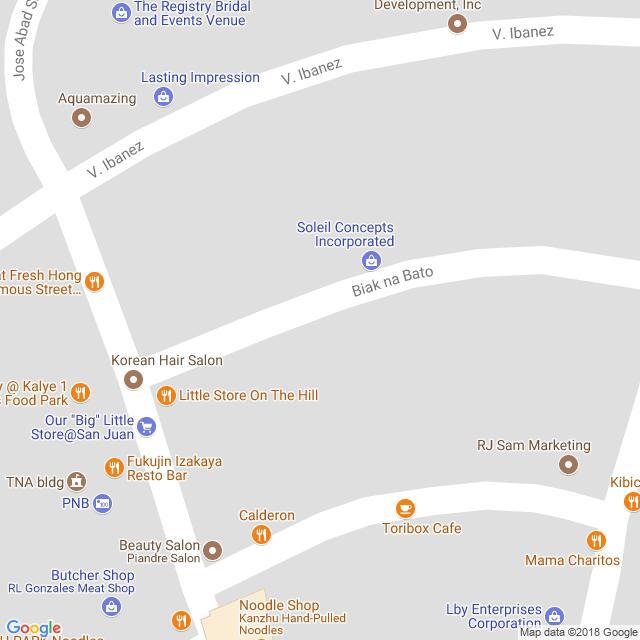 The Registry Bridal
and Events Venue
Development, Inc
V. Ibanez
Jose Abad S
Lasting Impression
V. Ibanez
Aquamazing
V. Ibanez
Soleil Concepts
Incorporated
Biak na Bato
at Fresh Hong
mous Street...
Korean Hair Salon
y @ Kalye 1
s Food Park
Little Store On The Hill
Our "Big" Little
Store@San Juan
RJ Sam Marketing
Fukujin Izakaya
Resto Bar
TNA bldg
PNB
Kibic
Calderon
Toribox Cafe
Beauty Salon
Piandre Salon
Mama Charitos
Butcher Shop
RL Gonzales Meat Shop
Noodle Shop
Kanzhu Hand-Pulled
Noodles
Lby Enterprises
Corporation
Google
Map data ©2018 Google